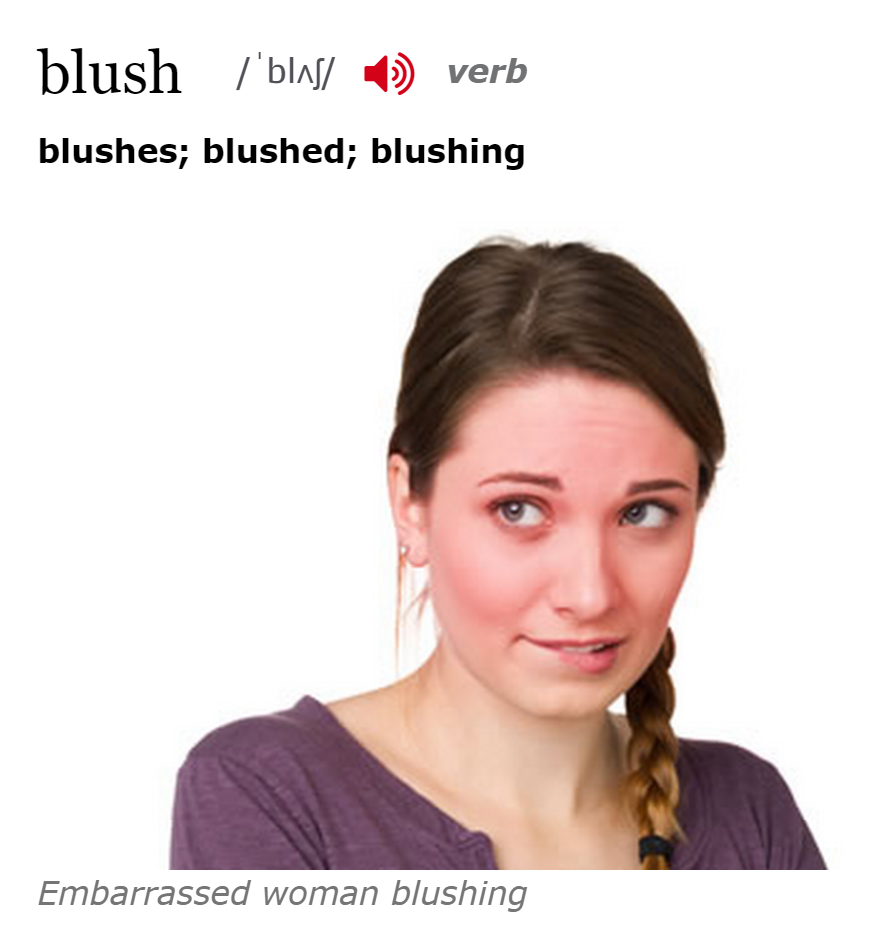 blush /ˈblʌʃ/ verb
blushes; blushed; blushing
Embarrassed woman blushing